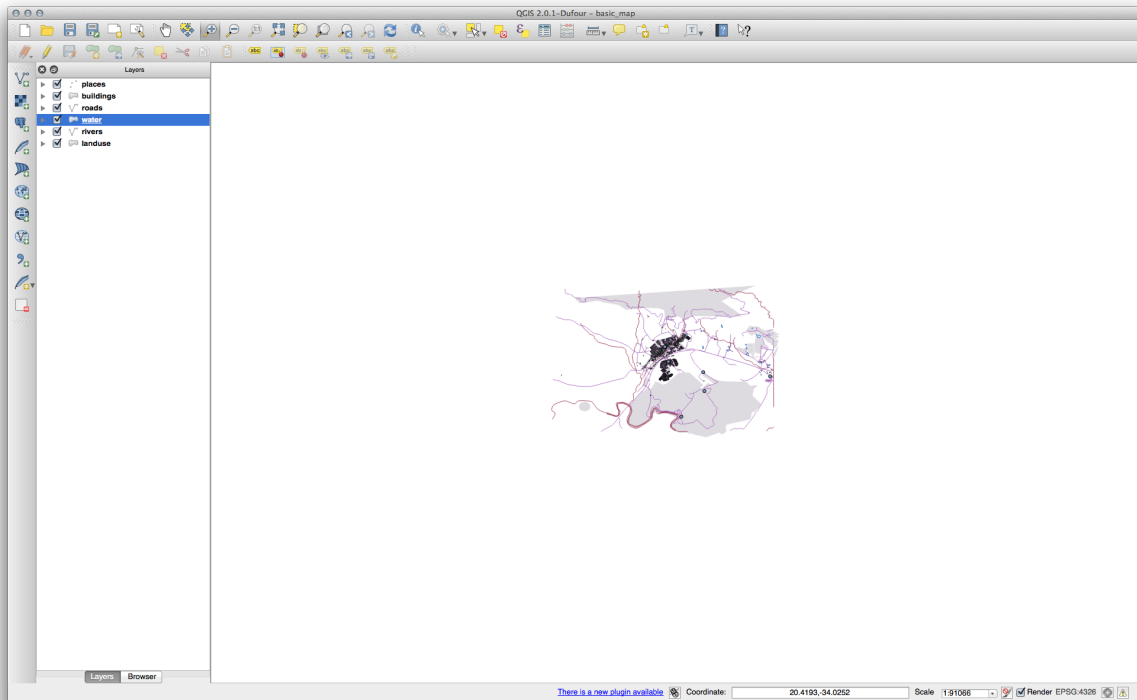 QGIS 2.0.1-Dufour - basic_map
Layers
places
buildings
roads
water
rivers
landuse
Layers Browser
There is a new plugin available Coordinate: 20.4193,-34.0252 Scale 1:91066 Render EPSG:4326